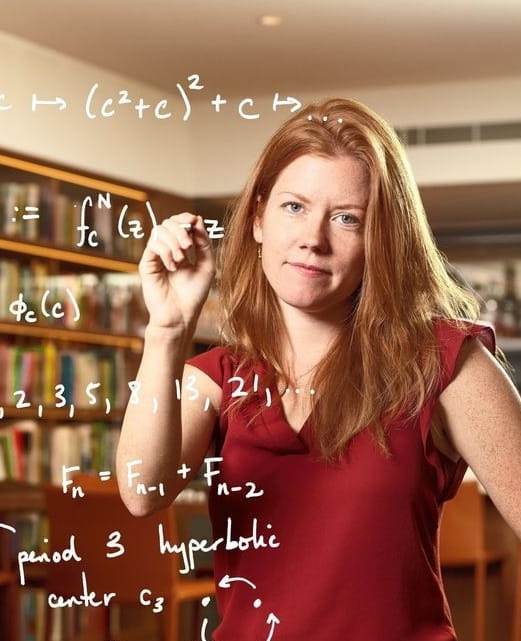 c ↦ (c²+c)² + c ↦ ...
:= f_c^N(z) - z
ϕ_c(c)
, 2, 3, 5, 8, 13, 21, ...
F_n = F_{n-1} + F_{n-2}
period 3 hyperbolic
center c_3